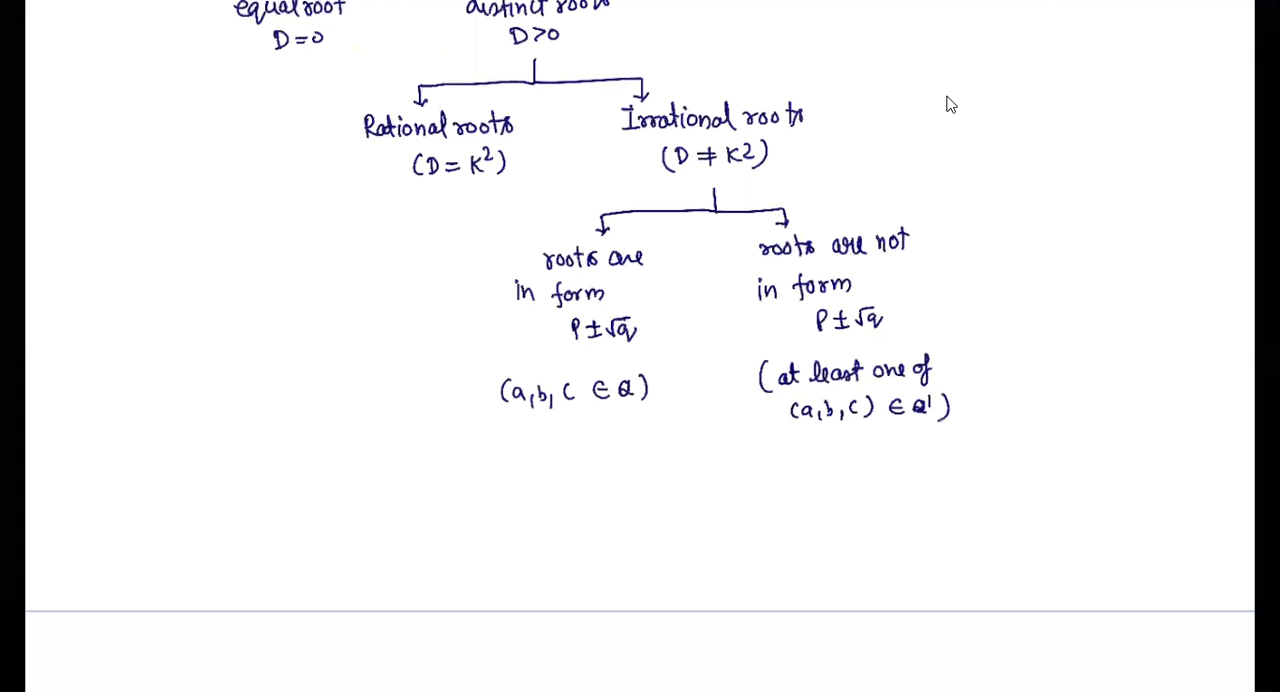 equal root
distinct roots
D=0
D>0
Rational roots
(D = K²)
Irrational roots
(D ≠ K2)
roots are
in form
P±√q
(a, b, c ∈ Q)
roots are not
in form
P±√q
(at least one of
(a, b, c) ∈ Q')